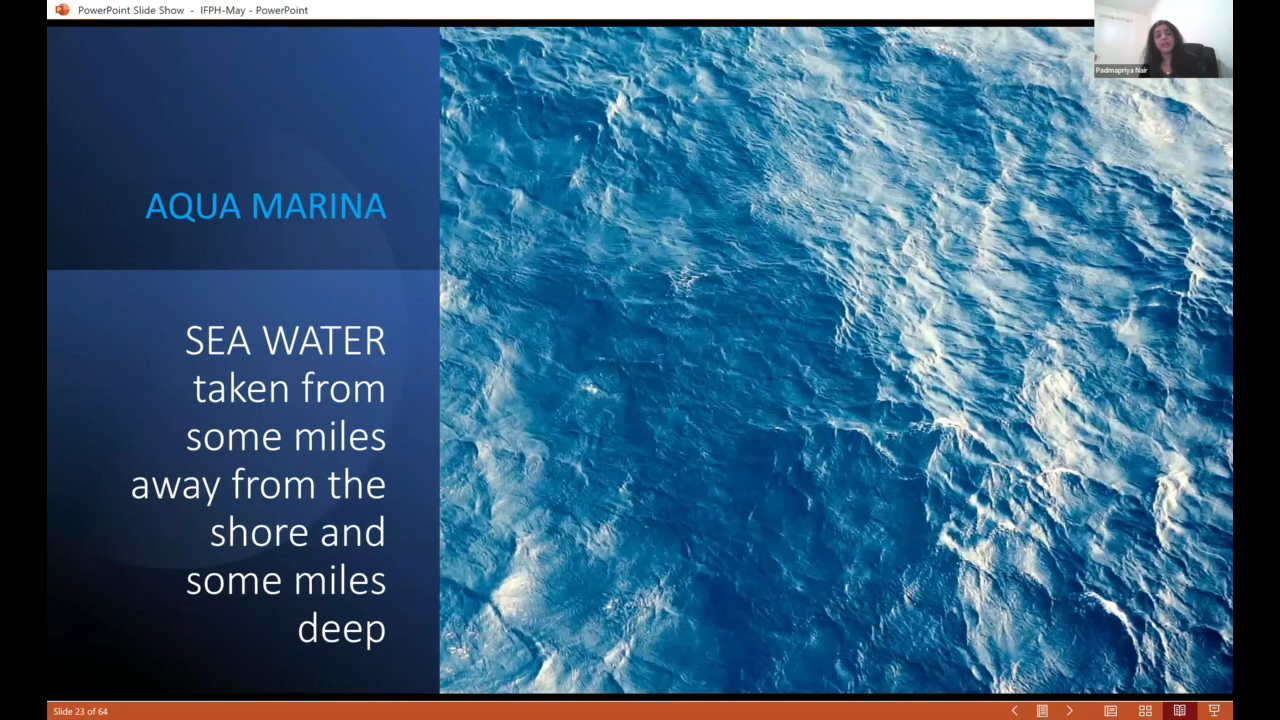 PowerPoint Slide Show - IFPH-May - PowerPoint
Padmapriya Nair
AQUA MARINA
SEA WATER
taken from
some miles
away from the
shore and
some miles
deep
Slide 23 of 64